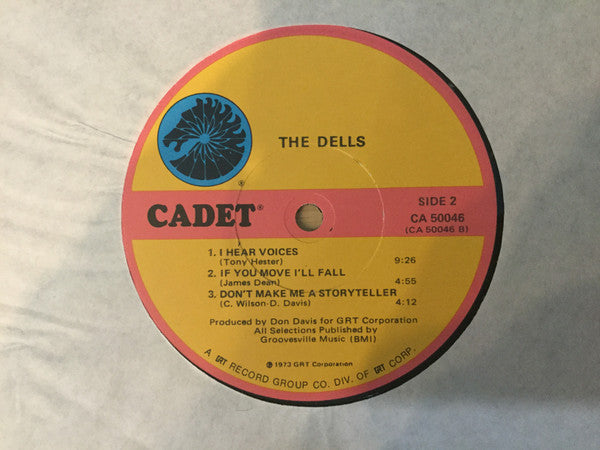 THE DELLS
®
CADET®
SIDE 2
CA 50046
(CA 50046 B)
1. I HEAR VOICES
(Tony Hester) 9:26
2. IF YOU MOVE I'LL FALL
(James Dean) 4:55
3. DON'T MAKE ME A STORYTELLER
(C. Wilson-D. Davis) 4:12
Produced by Don Davis for GRT Corporation
All Selections Published by
Groovesville Music (BMI)
℗ 1973 GRT Corporation
A GRT RECORD GROUP CO. DIV. OF GRT CORP.